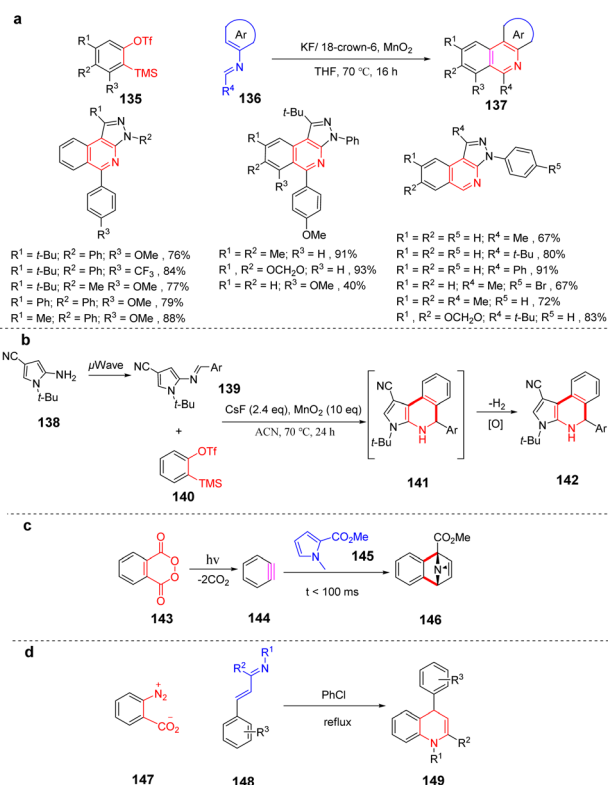 a
R¹
R²
OTf
TMS
R³
135
Ar
N
R⁴
136
KF/ 18-crown-6, MnO₂
THF, 70 ℃, 16 h
R¹
R²
R³
R⁴
Ar
N
137
R¹
N
N
R²
N
R³
t-Bu
R¹
N
N
Ph
R²
R³
N
OMe
R⁴
R¹
N
N
R⁵
R²
N
R¹ = t-Bu; R² = Ph; R³ = OMe , 76%
R¹ = t-Bu; R² = Ph; R³ = CF₃ , 84%
R¹ = t-Bu; R² = Me R³ = OMe , 77%
R¹ = Ph; R² = Ph; R³ = OMe , 79%
R¹ = Me; R² = Ph; R³ = OMe , 88%
R¹ = R² = Me; R³ = H, 91%
R¹ , R² = OCH₂O; R³ = H , 93%
R¹ = R² = H; R³ = OMe , 40%
R¹ = R² = R⁵ = H; R⁴ = Me, 67%
R¹ = R² = R⁵ = H; R⁴ = t-Bu, 80%
R¹ = R² = R⁵ = H; R⁴ = Ph, 91%
R¹ = R² = H; R⁴ = Me; R⁵ = Br, 67%
R¹ = R² = R⁴ = Me; R⁵ = H, 72%
R¹ , R² = OCH₂O; R⁴ = t-Bu; R⁵ = H , 83%
b
NC
NH₂
N
t-Bu
138
μWave
NC
N
Ar
N
t-Bu
139
+
OTf
TMS
140
CsF (2.4 eq), MnO₂ (10 eq)
ACN, 70 ℃, 24 h
NC
N
t-Bu
N
H
Ar
141
-H₂
[O]
NC
N
t-Bu
N
H
Ar
142
c
O
O
O
O
143
hν
-2CO₂
144
CO₂Me
N
145
t < 100 ms
CO₂Me
N
146
d
N₂
+
CO₂
−
147
R¹
R²
N
R³
148
PhCl
reflux
R³
N
R²
R¹
149